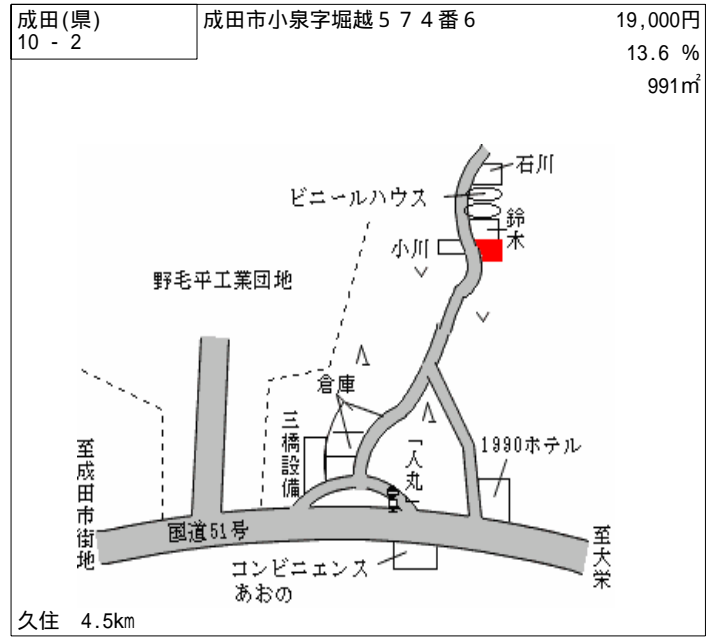 成田(県)
10 - 2
成田市小泉字堀越５７４番６
19,000円
13.6 %
991㎡
石川
ビニールハウス
鈴木
小川
野毛平工業団地
倉庫
三橋設備
「人丸」
1990ホテル
至成田市街地
国道51号
至大栄
コンビニエンス
あおの
久住 4.5km